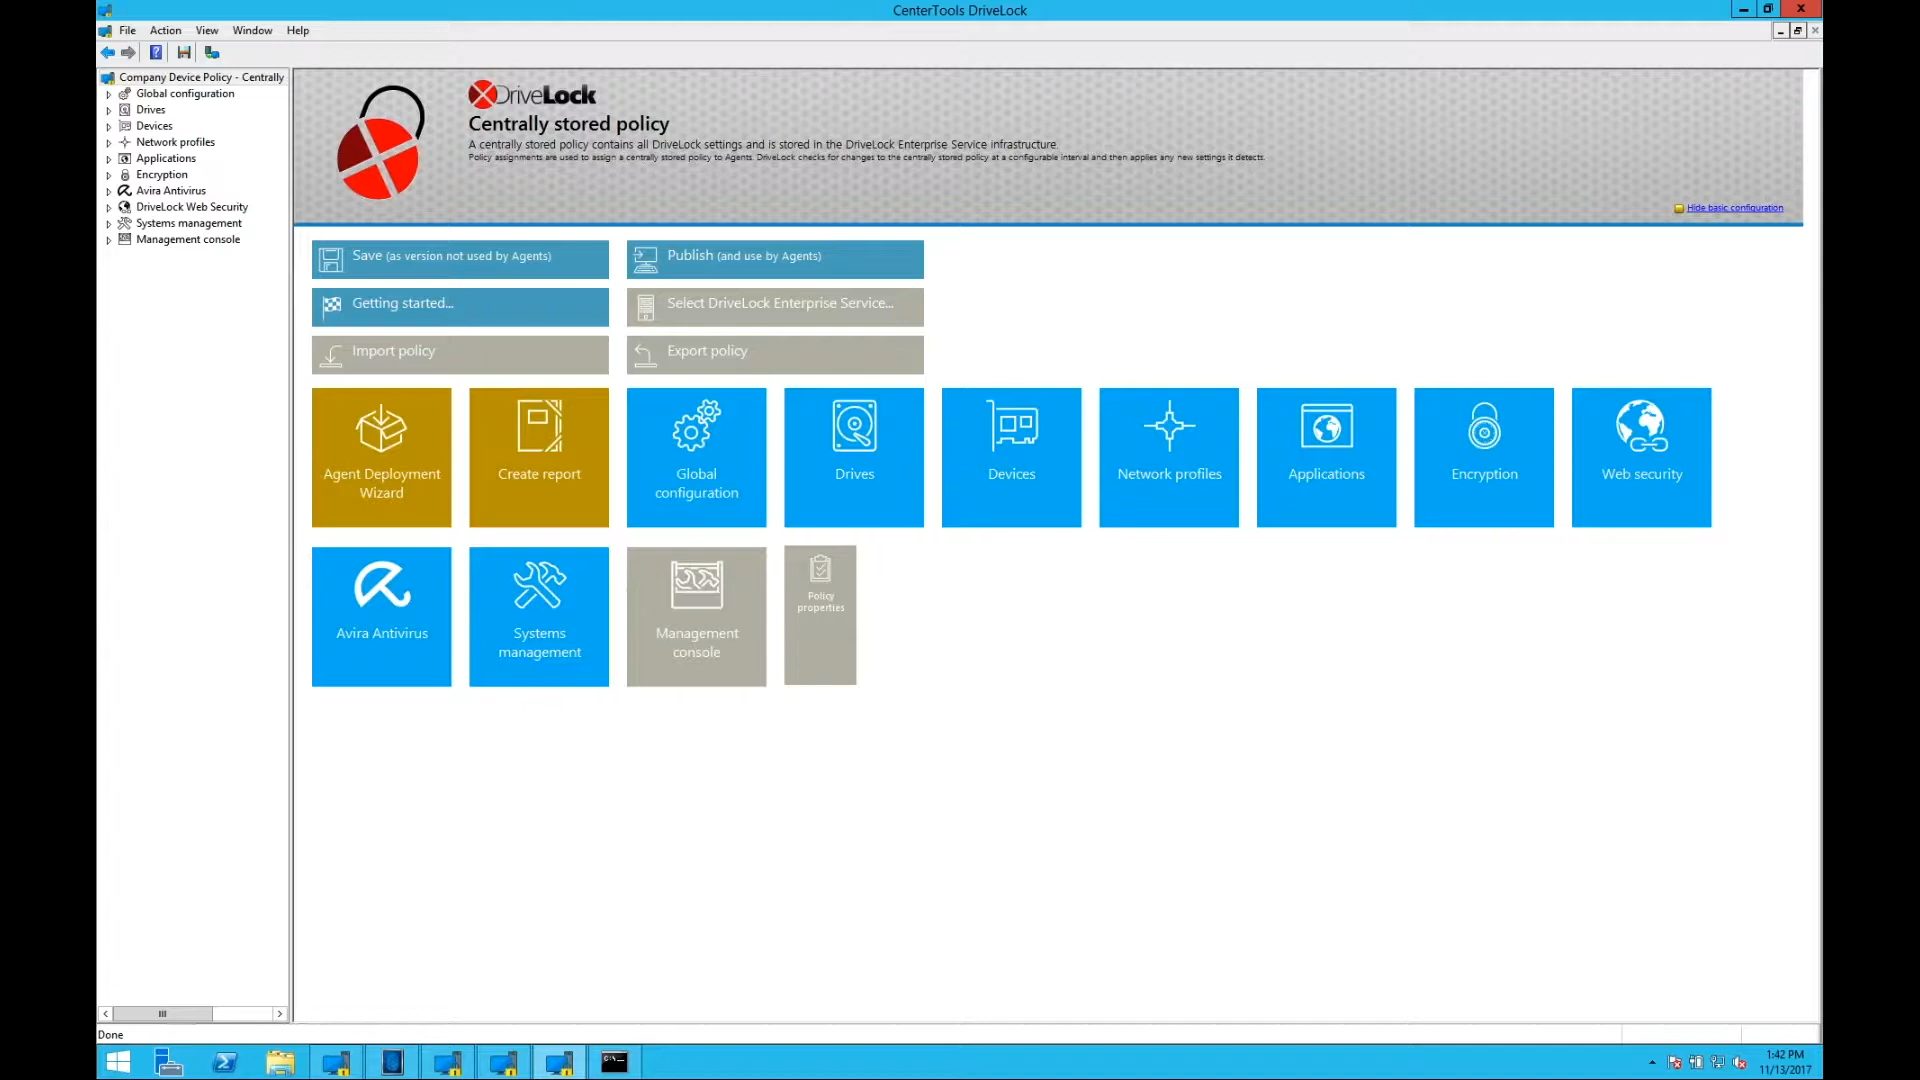 CenterTools DriveLock
File Action View Window Help
Company Device Policy - Centrally
Global configuration
Drives
Devices
Network profiles
Applications
Encryption
Avira Antivirus
DriveLock Web Security
Systems management
Management console
DriveLock
Centrally stored policy
A centrally stored policy contains all DriveLock settings and is stored in the DriveLock Enterprise Service infrastructure.
Policy assignments are used to assign a centrally stored policy to Agents. DriveLock checks for changes to the centrally stored policy at a configurable interval and then applies any new settings it detects.
Hide basic configuration
Save (as version not used by Agents)
Publish (and use by Agents)
Getting started...
Select DriveLock Enterprise Service...
Import policy
Export policy
Agent Deployment
Wizard
Create report
Global
configuration
Drives
Devices
Network profiles
Applications
Encryption
Web security
Avira Antivirus
Systems
management
Management
console
Policy
properties
Done
C:\_
1:42 PM
11/13/2017